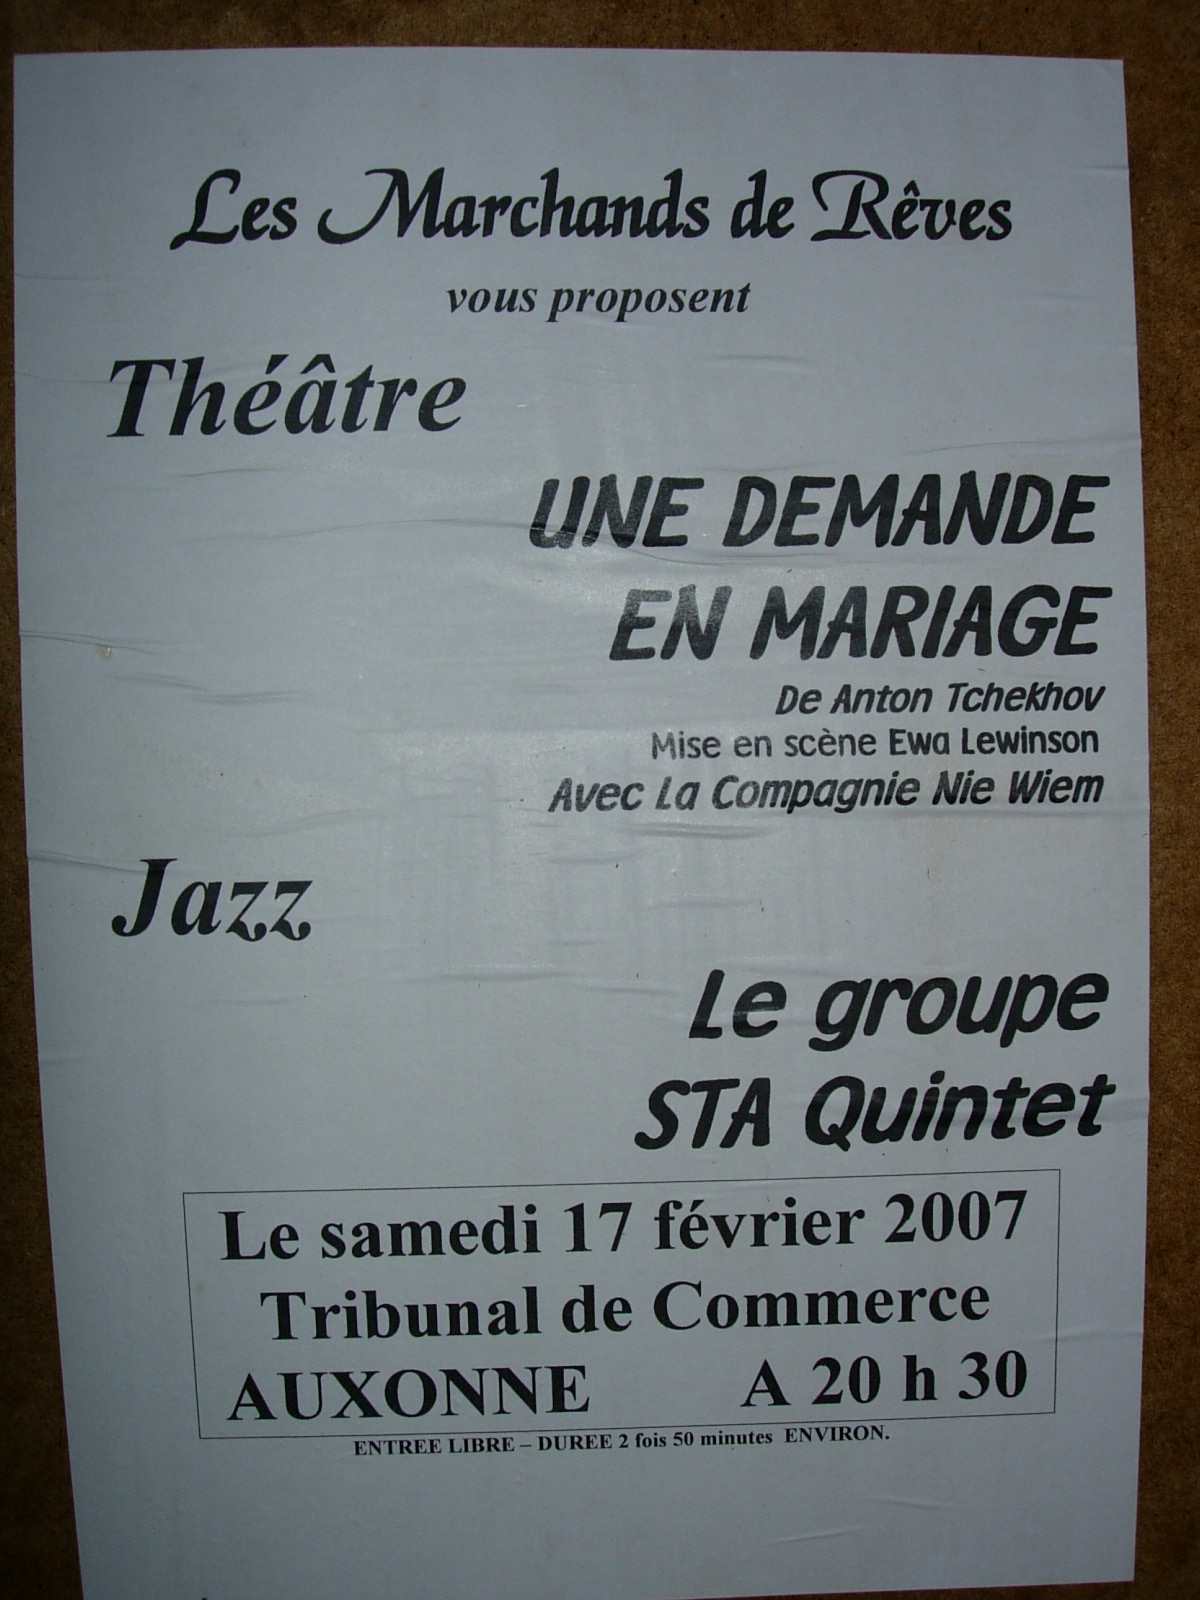 Les Marchands de Rêves
vous proposent
Théâtre
UNE DEMANDE
EN MARIAGE
De Anton Tchekhov
Mise en scène Ewa Lewinson
Avec La Compagnie Nie Wiem
Jazz
Le groupe
STA Quintet
Le samedi 17 février 2007
Tribunal de Commerce
AUXONNE A 20 h 30
ENTREE LIBRE – DUREE 2 fois 50 minutes ENVIRON.